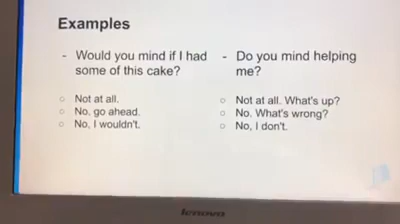 Examples
- Would you mind if I had
some of this cake?
○ Not at all.
○ No, go ahead.
○ No, I wouldn't.
- Do you mind helping
me?
○ Not at all. What's up?
○ No. What's wrong?
○ No, I don't.
lenovo